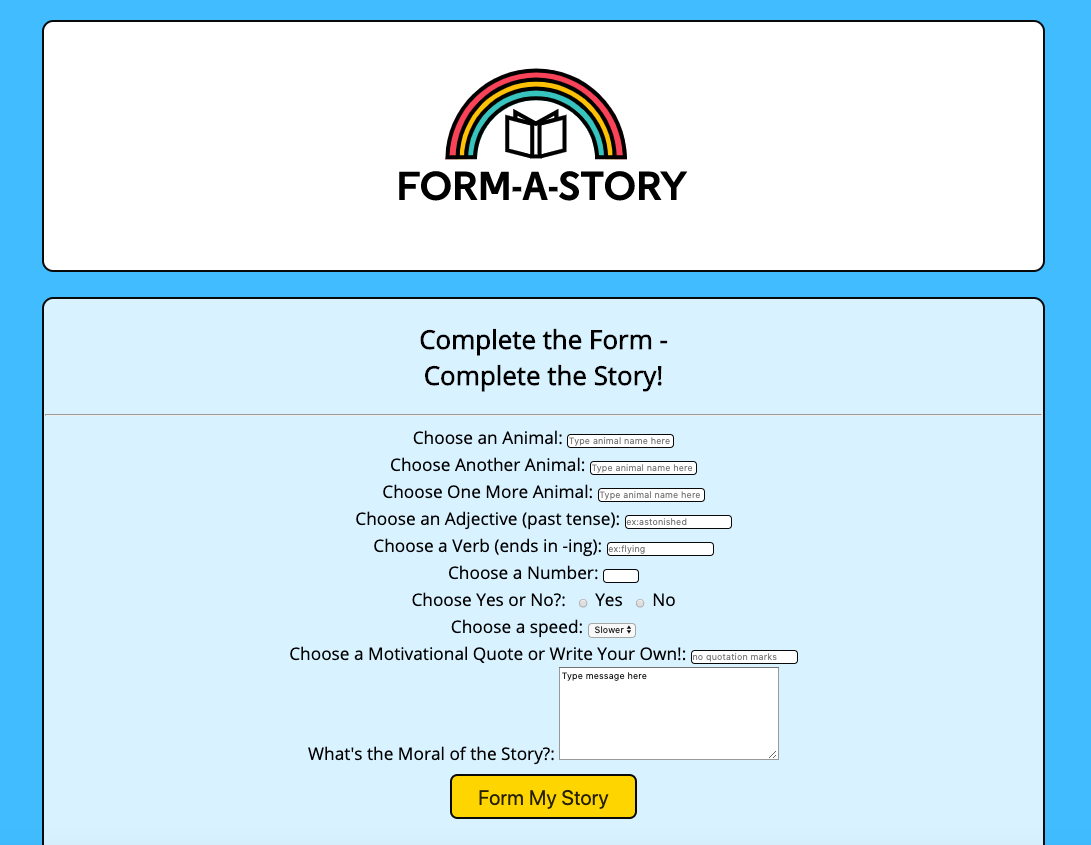 FORM-A-STORY
Complete the Form -
Complete the Story!
Choose an Animal: Type animal name here
Choose Another Animal: Type animal name here
Choose One More Animal: Type animal name here
Choose an Adjective (past tense): ex:astonished
Choose a Verb (ends in -ing): ex:flying
Choose a Number:
Choose Yes or No?: Yes No
Choose a speed: Slower
Choose a Motivational Quote or Write Your Own!: no quotation marks
Type message here
What's the Moral of the Story?:
Form My Story